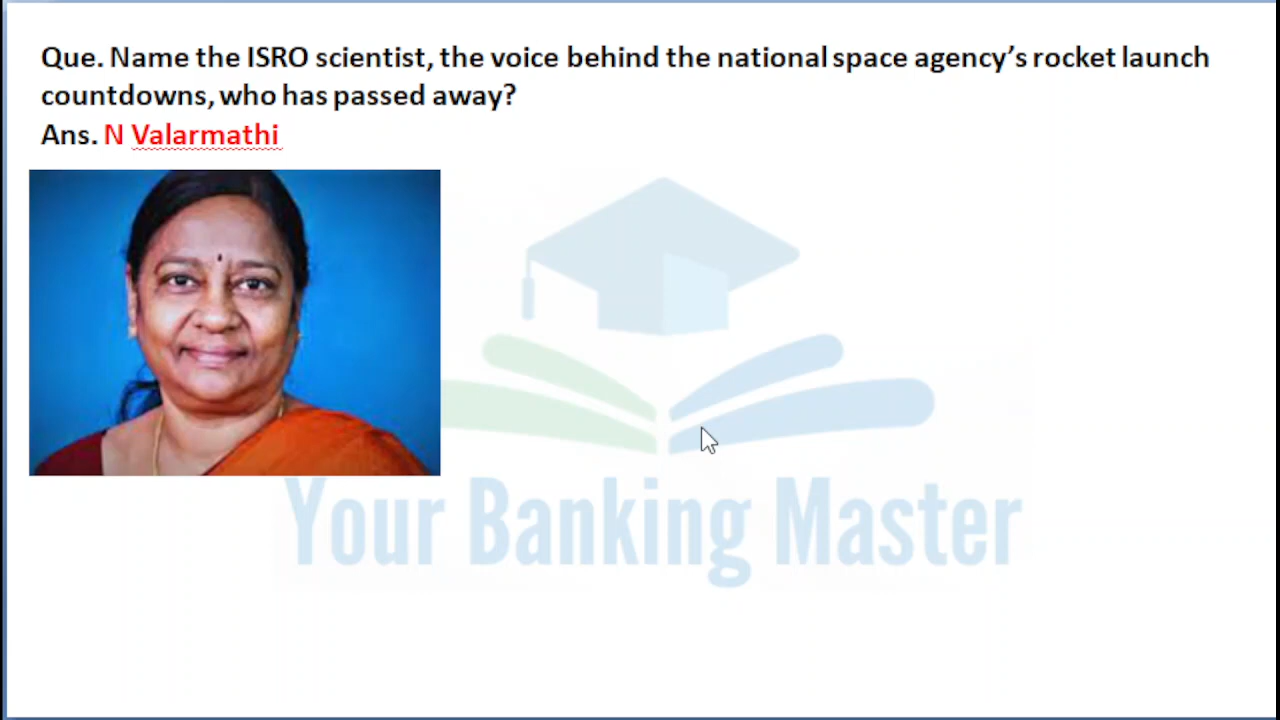 Que. Name the ISRO scientist, the voice behind the national space agency’s rocket launch
countdowns, who has passed away?
Ans. N Valarmathi
Your Banking Master